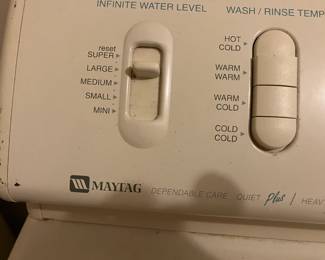 INFINITE WATER LEVEL
reset
SUPER
LARGE
MEDIUM
SMALL
MINI
WASH / RINSE TEMP
HOT
COLD
WARM
WARM
WARM
COLD
COLD
COLD
MAYTAG DEPENDABLE CARE QUIET Plus / HEAV